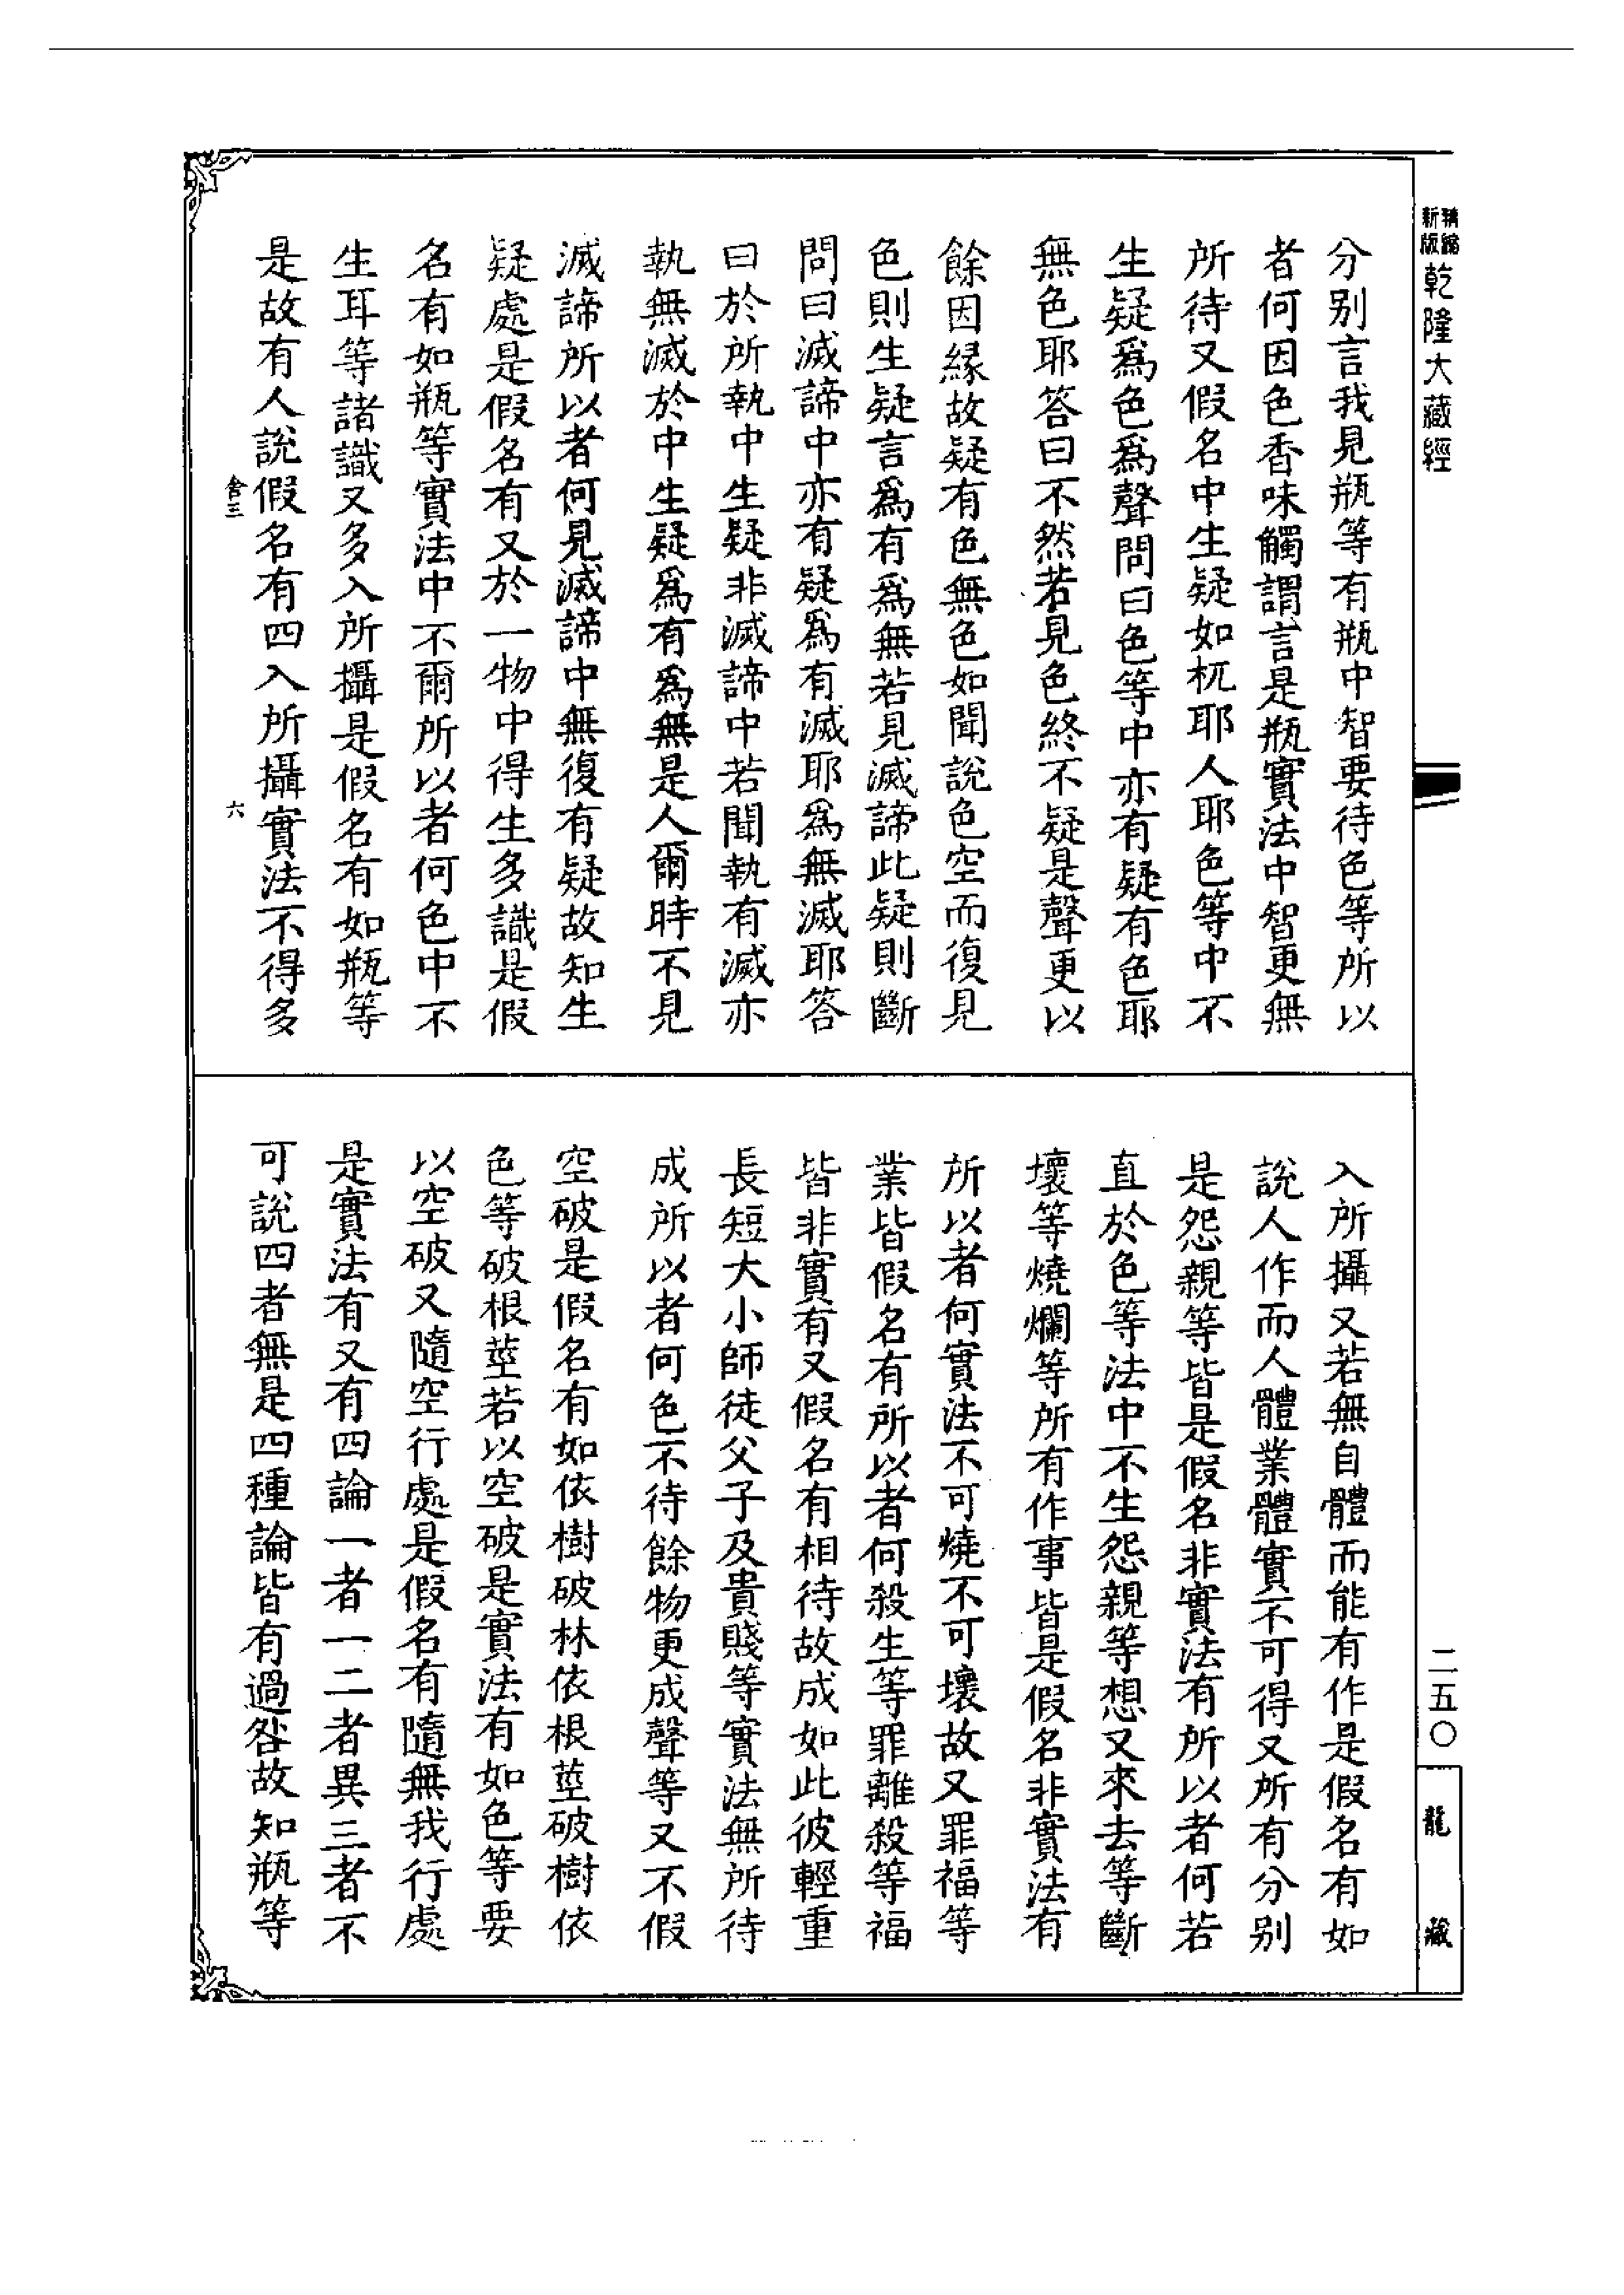 精縮新版乾隆大藏經
分別言我見瓶等有瓶中智要待色等所以
者何因色香味觸謂言是瓶實法中智更無
所待又假名中生疑如杌耶人耶色等中不
生疑爲色爲聲問曰色等中亦有疑有色耶
無色耶答曰不然若見色終不疑是聲更以
餘因緣故疑有色無色如聞說色空而復見
色則生疑言爲有爲無若見滅諦此疑則斷
問曰滅諦中亦有疑爲有滅耶爲無滅耶答
曰於所執中生疑非滅諦中若聞執有滅亦
執無滅於中生疑爲有爲無是人爾時不見
滅諦所以者何見滅諦中無復有疑故知生
疑處是假名有又於一物中得生多識是假
名有如瓶等實法中不爾所以者何色中不
生耳等諸識又多入所攝是假名有如瓶等
是故有人說假名有四入所攝實法不得多
舍三 六
入所攝又若無自體而能有作是假名有如
說人作而人體業體實不可得又所有分別
是怨親等皆是假名非實法有所以者何若
直於色等法中不生怨親等想又來去等斷
壞等燒爛等所有作事皆是假名非實法有
所以者何實法不可燒不可壞故又罪福等
業皆假名有所以者何殺生等罪離殺等福
皆非實有又假名有相待故成如此彼輕重
長短大小師徒父子及貴賤等實法無所待
成所以者何色不待餘物更成聲等又不假
空破是假名有如依樹破林依根莖破樹依
色等破根莖若以空破是實法有如色等要
以空破又隨空行處是假名有隨無我行處
是實法有又有四論一者一二者異三者不
可說四者無是四種論皆有過咎故知瓶等
二五〇
龍藏